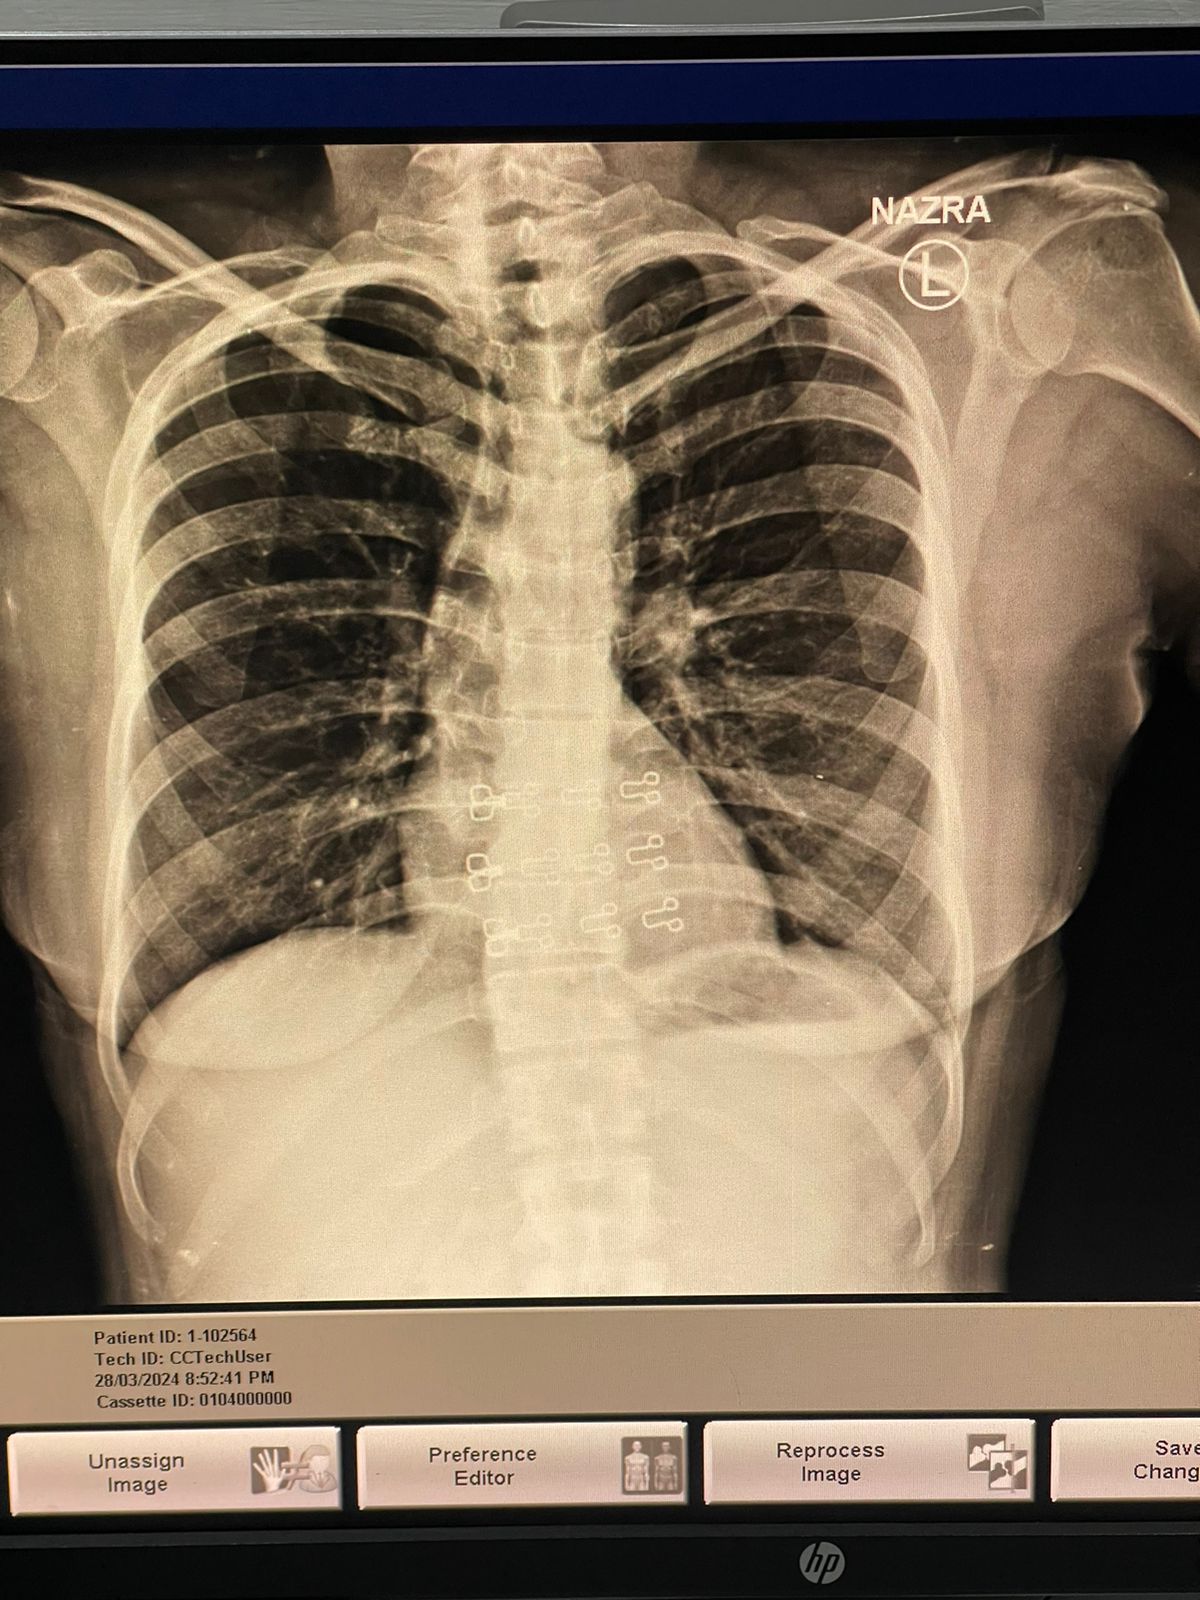 NAZRA
L
Patient ID: 1-102564
Tech ID: CCTechUser
28/03/2024 8:52:41 PM
Cassette ID: 0104000000
Unassign
Image
Preference
Editor
Reprocess
Image
Save
Chang
hp